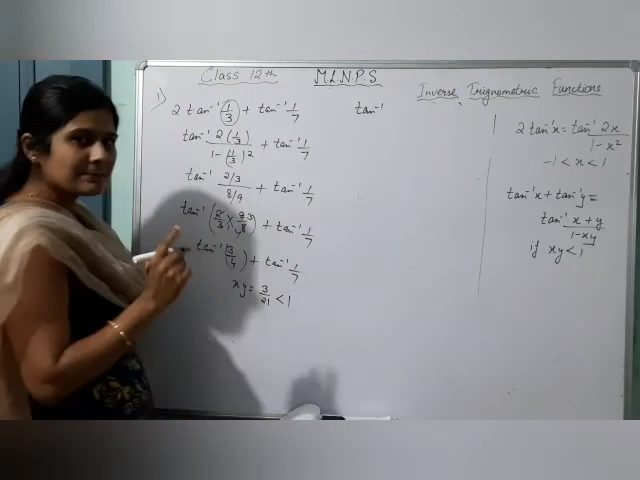 Class 12th
M.L.N.P.S
Inverse Trignometric Functions
1)
2 tan⁻¹ (1/3) + tan⁻¹ 1/7
tan⁻¹ 2(1/3) / 1 - (1/3)² + tan⁻¹ 1/7
tan⁻¹ 2/3 / 8/9 + tan⁻¹ 1/7
tan⁻¹ (2/3 × 9/8) + tan⁻¹ 1/7
tan⁻¹ (3/4) + tan⁻¹ 1/7
xy = 3/21 < 1
tan⁻¹
2 tan⁻¹x = tan⁻¹ 2x / 1 - x²
-1 < x < 1
tan⁻¹x + tan⁻¹y =
tan⁻¹ x + y / 1 - xy
if xy < 1